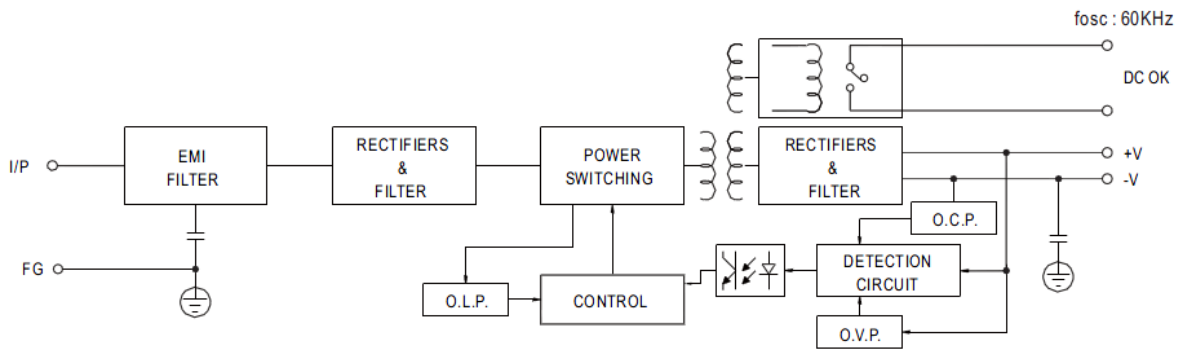 fosc : 60KHz
DC OK
EMI
FILTER
RECTIFIERS
&
FILTER
POWER
SWITCHING
RECTIFIERS
&
FILTER
I/P
+V
-V
O.C.P.
FG
DETECTION
CIRCUIT
O.L.P.
CONTROL
O.V.P.